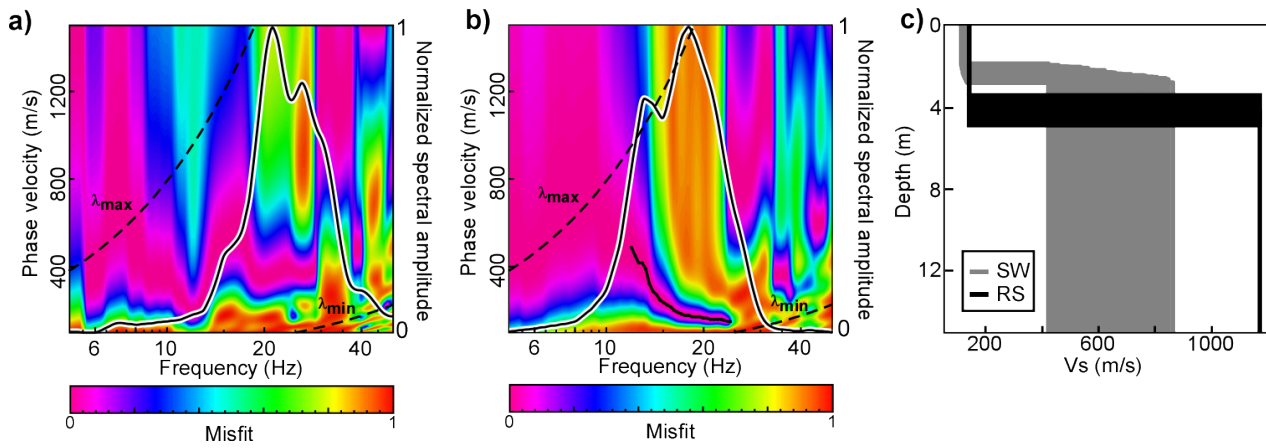 a)
Phase velocity (m/s)
1200
800
400
λmax
λmin
1
0
Normalized spectral amplitude
6
10
20
40
Frequency (Hz)
0
1
Misfit
b)
Phase velocity (m/s)
1200
800
400
λmax
λmin
1
0
Normalized spectral amplitude
6
10
20
40
Frequency (Hz)
0
1
Misfit
c)
Depth (m)
0
4
8
12
SW
RS
200
600
1000
Vs (m/s)